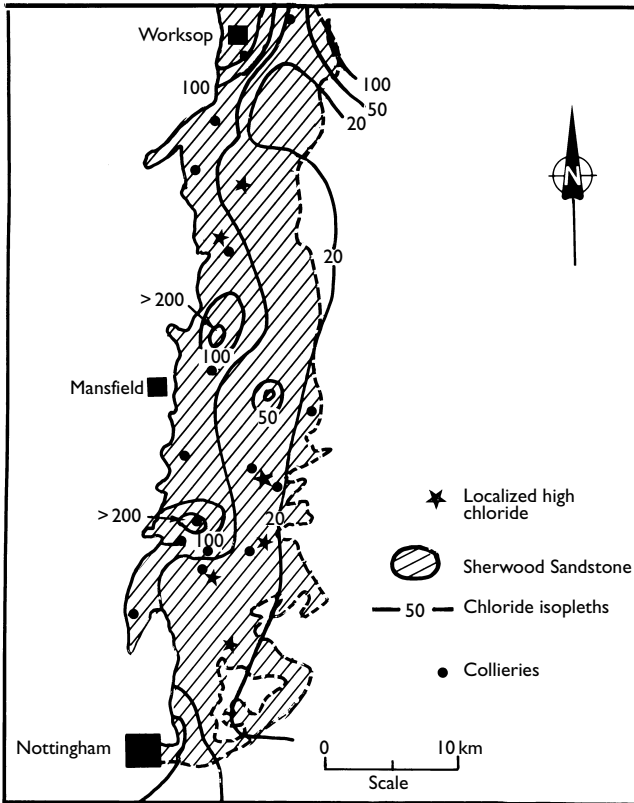 Worksop
100
100
50
20
N
20
> 200
100
Mansfield
50
> 200
100
20
Localized high
chloride
Sherwood Sandstone
50
Chloride isopleths
Collieries
Nottingham
0
10 km
Scale